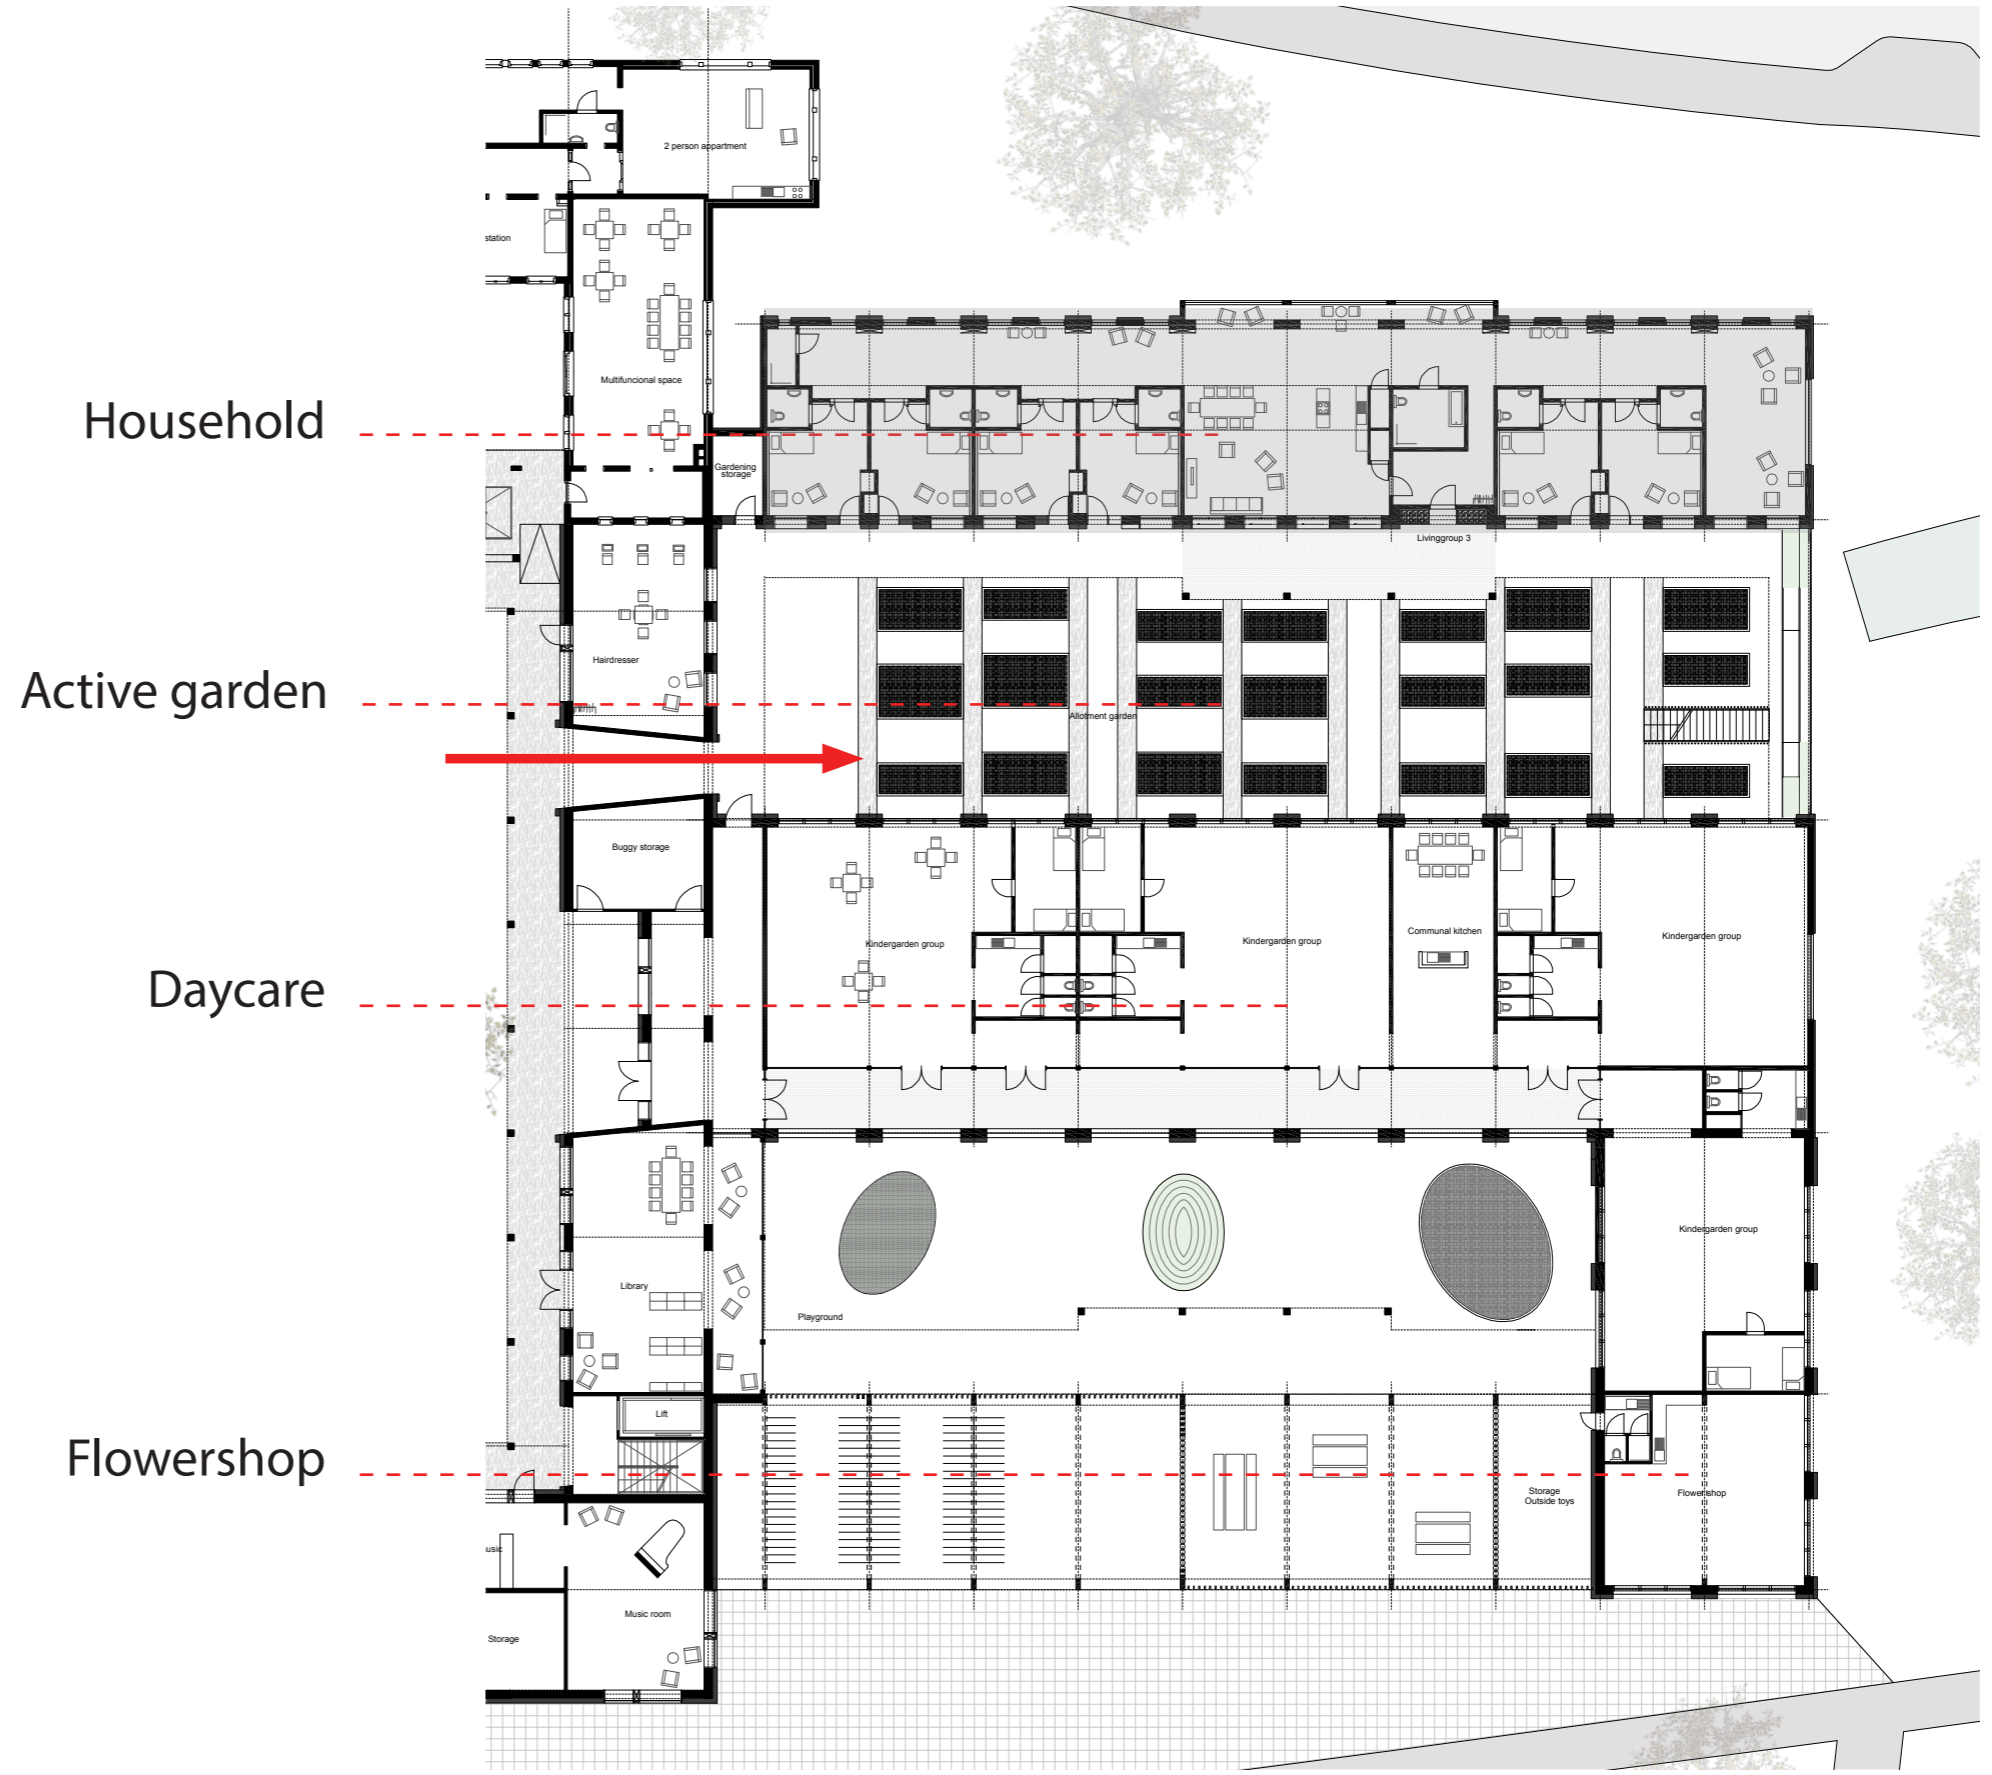 2 person appartment
station
Multifuncional space
Household
Gardening
storage
Livinggroup 3
Hairdresser
Active garden
Allotment garden
Buggy storage
Kindergarden group
Kindergarden group
Communal kitchen
Kindergarden group
Daycare
Kindergarden group
Library
Playground
Lift
Flowershop
Storage
Outside toys
Flowershop
usic
Music room
Storage